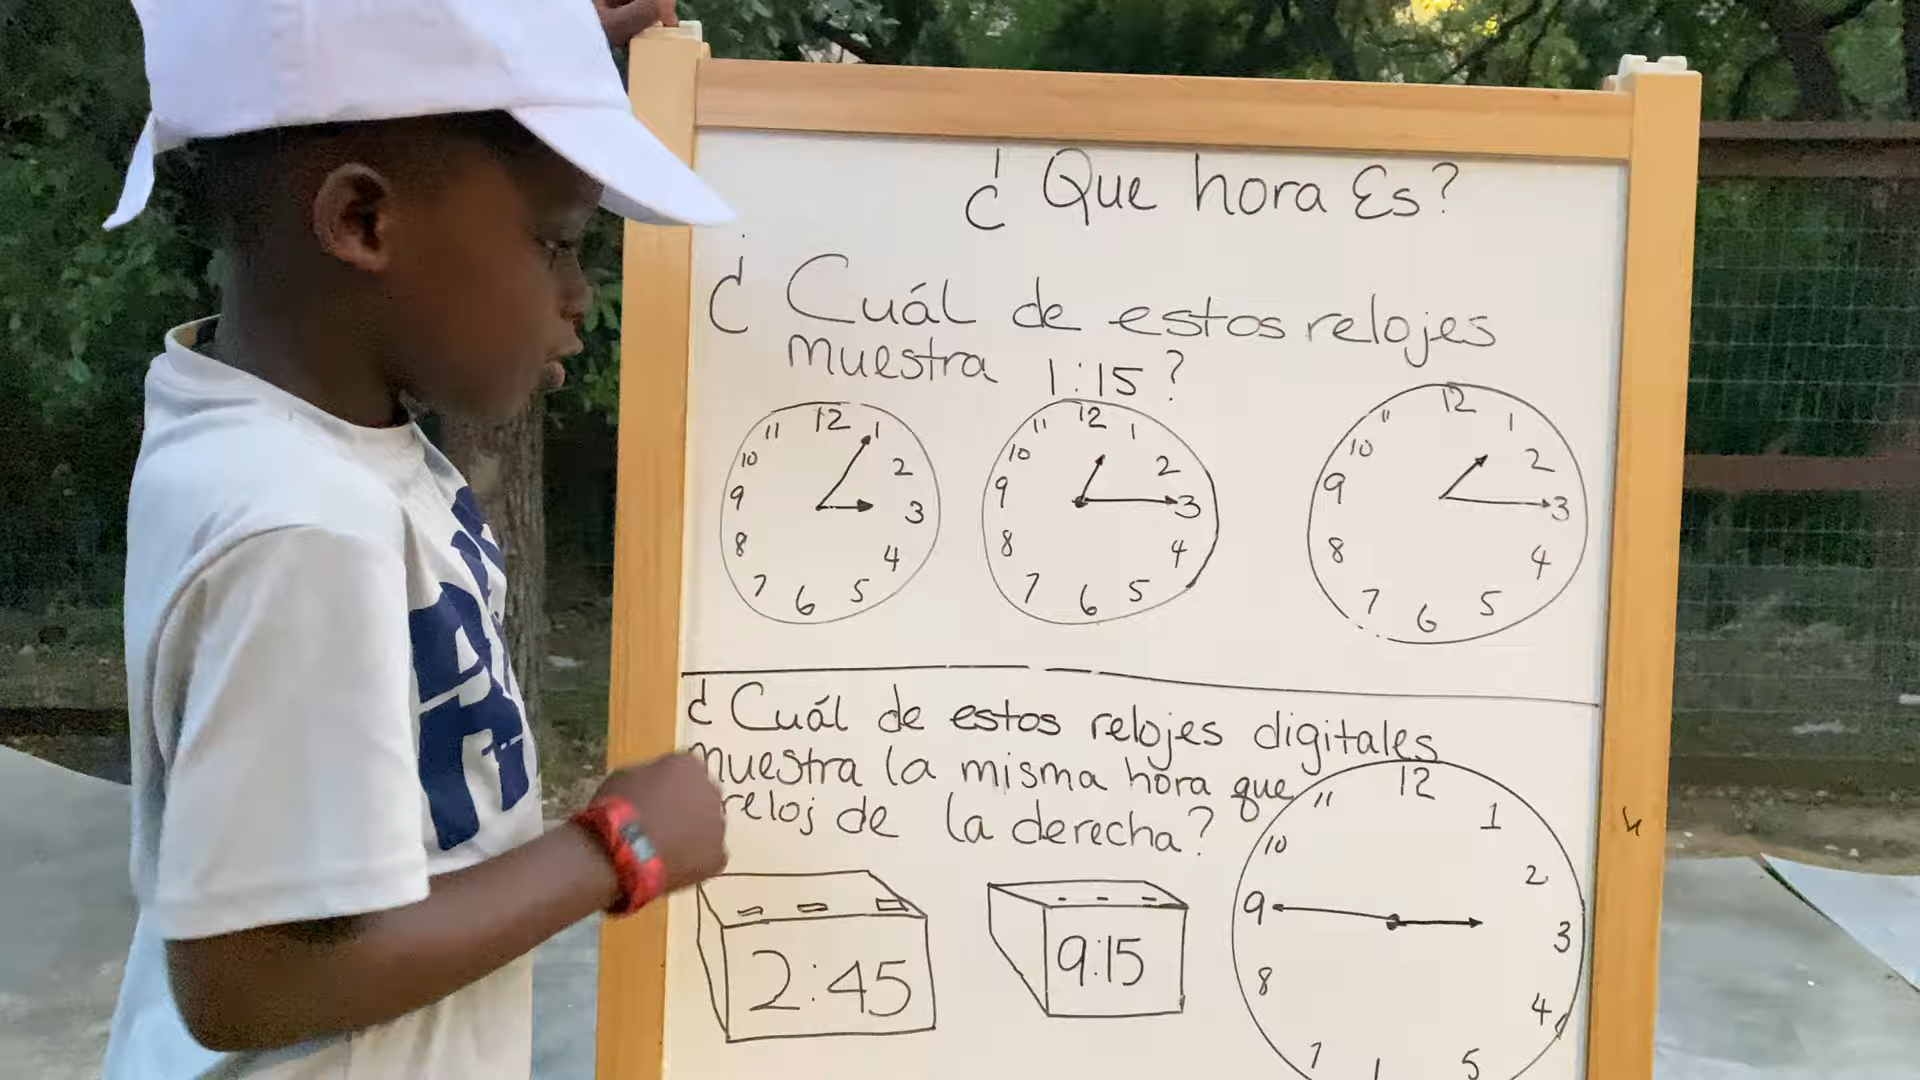 ¿Que hora Es?
¿Cuál de estos relojes
muestra 1:15?
12 1 2 3 4 5 6 7 8 9 10 11
12 1 2 3 4 5 6 7 8 9 10 11
12 1 2 3 4 5 6 7 8 9 10 11
¿Cuál de estos relojes digitales
muestra la misma hora que
reloj de la derecha?
2:45
9:15
12 1 2 3 4 5 7 8 9 10 11